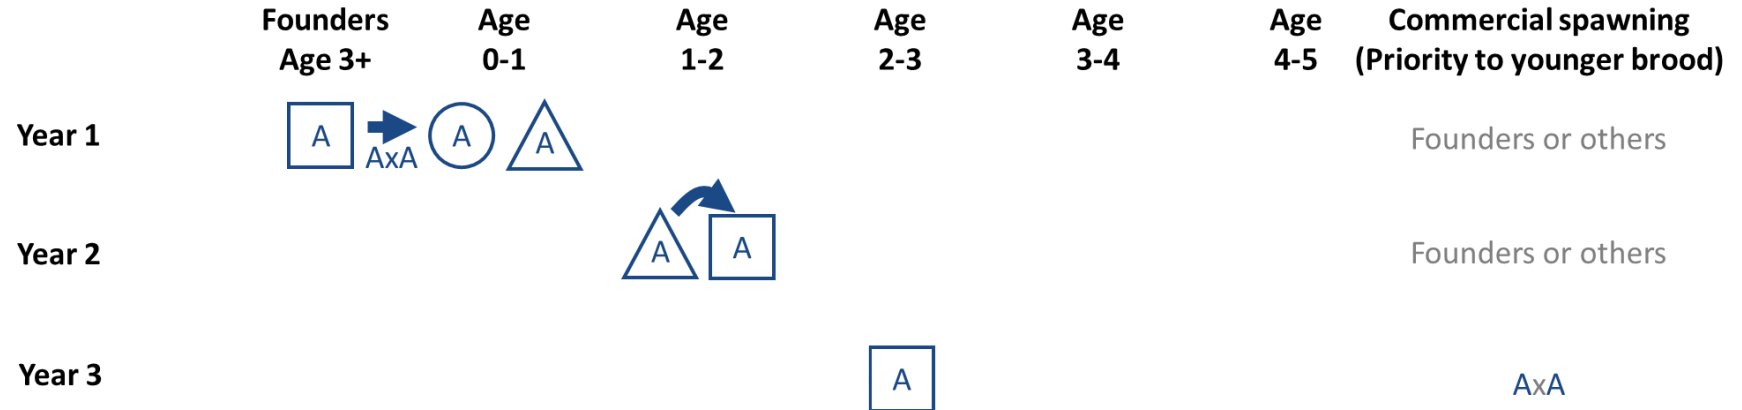 Founders Age Age Age Age Age Commercial spawning
Age 3+ 0-1 1-2 2-3 3-4 4-5 (Priority to younger brood)
Year 1 A AxA A A Founders or others
Year 2 A A Founders or others
Year 3 A AxA